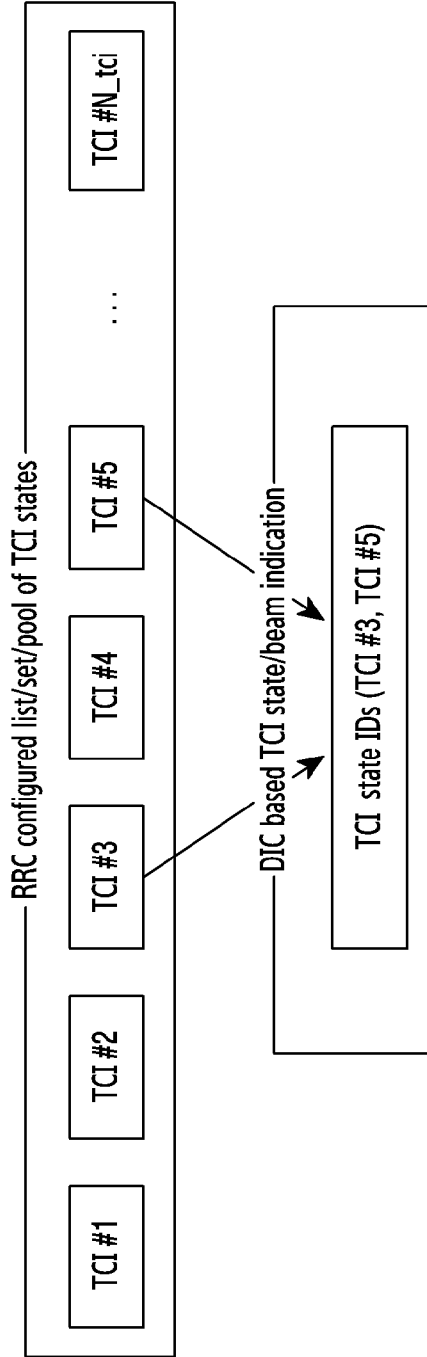 RRC configured list/set/pool of TCI states
TCI #1
TCI #2
TCI #3
TCI #4
TCI #5
...
TCI #N_tci
DIC based TCI state/beam indication
TCI state IDs (TCI #3, TCI #5)